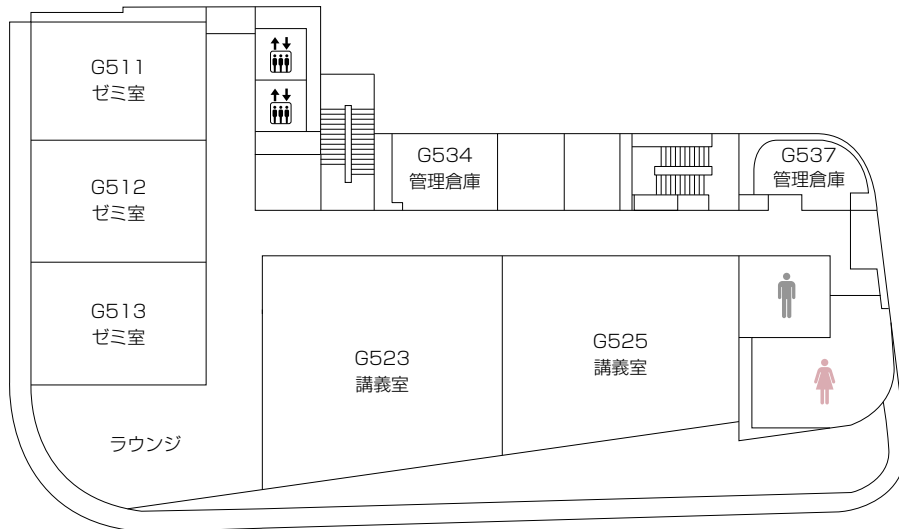 G511
ゼミ室
G512
ゼミ室
G513
ゼミ室
ラウンジ
G534
管理倉庫
G537
管理倉庫
G523
講義室
G525
講義室